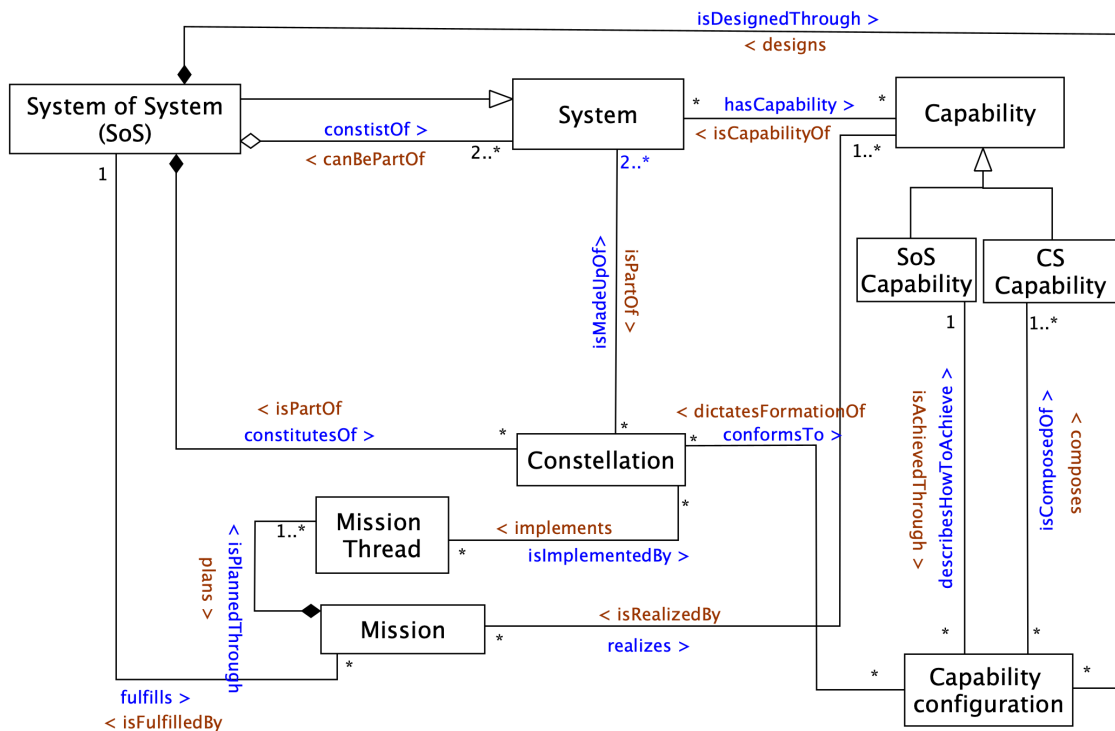 isDesignedThrough >
< designs
System of System
(SoS)
System
Capability
constistOf >
< canBePartOf
2..*
*
hasCapability >
*
< isCapabilityOf
1..*
1
2..*
isMadeUpOf>
isPartOf >
SoS
Capability
CS
Capability
1
1..*
< isPartOf
constitutesOf >
*
*
< dictatesFormationOf
*
conformsTo >
Constellation
*
isAchievedThrough >
describesHowToAchieve >
isComposedOf >
< composes
Mission
Thread
1..*
*
< implements
isImplementedBy >
< isPlannedThrough
plans >
Mission
*
*
< isRealizedBy
realizes >
*
*
*
*
Capability
configuration
fulfills >
< isFulfilledBy